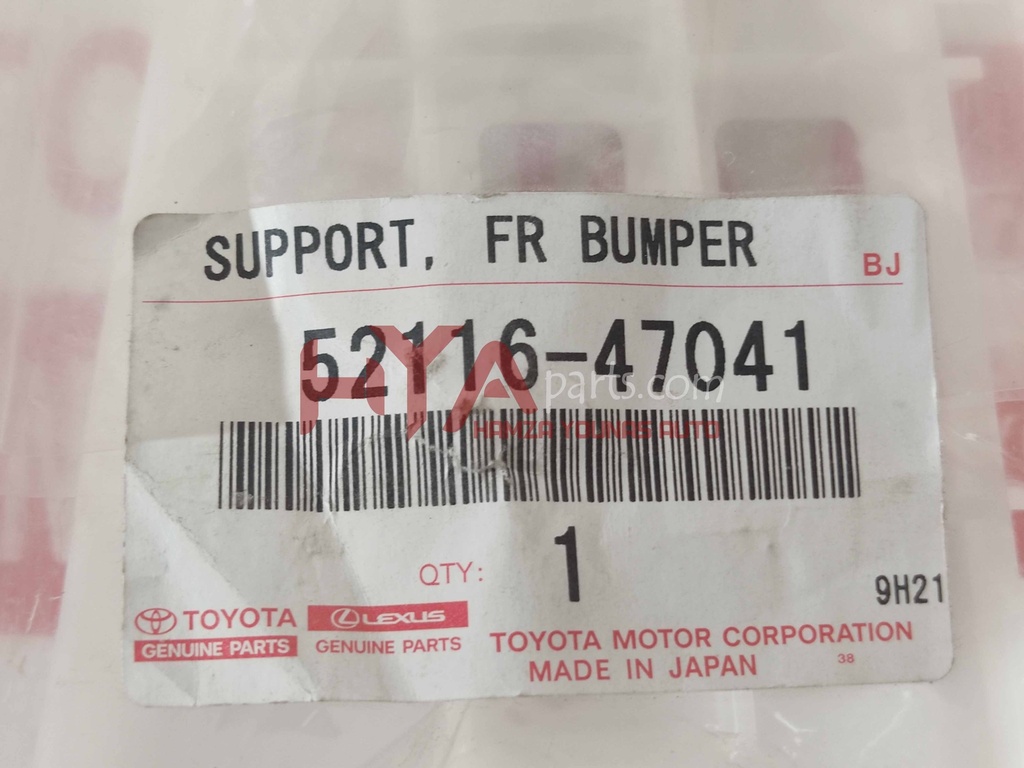 SUPPORT, FR BUMPER
BJ
52116-47041
HYAparts.com
HAMZA YOUNAS AUTO
QTY: 1
9H21
TOYOTA
GENUINE PARTS
LEXUS
GENUINE PARTS
TOYOTA MOTOR CORPORATION
MADE IN JAPAN 38